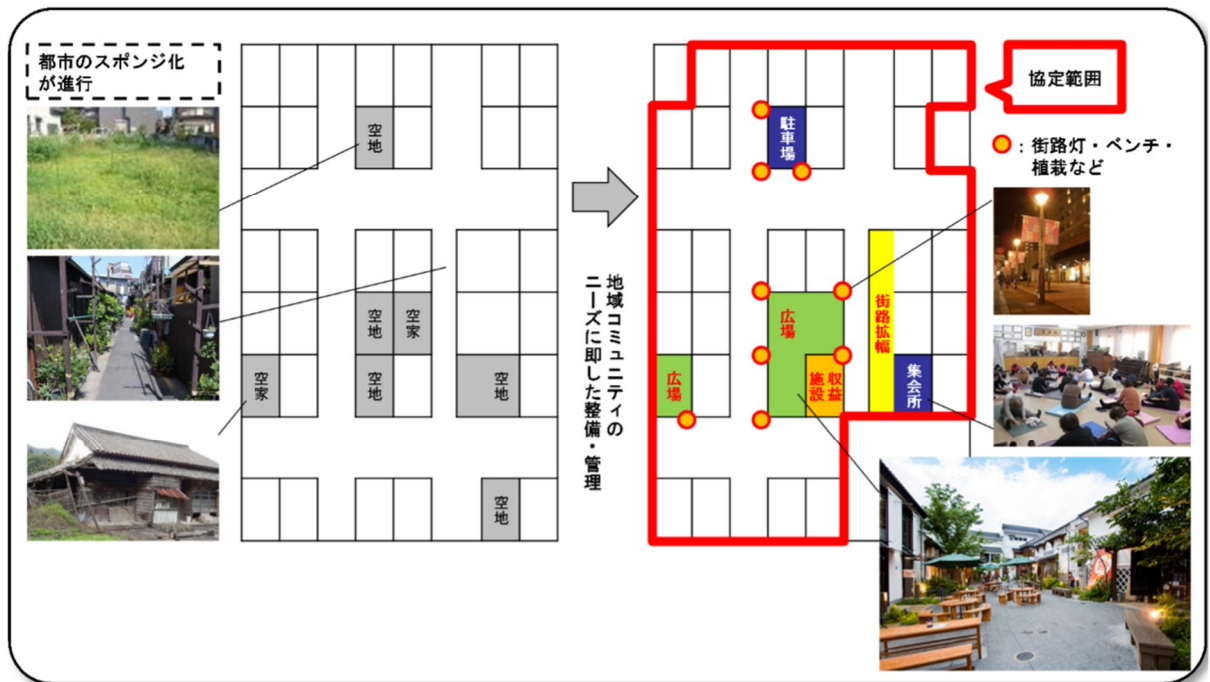 都市のスポンジ化
が進行
空地
空地
空家
空家
空地
空地
空地
地域コミュニティの
ニーズに即した整備・管理
協定範囲
：街路灯・ベンチ・
植栽など
駐車場
広場
街路拡幅
広場
収益
施設
集会所